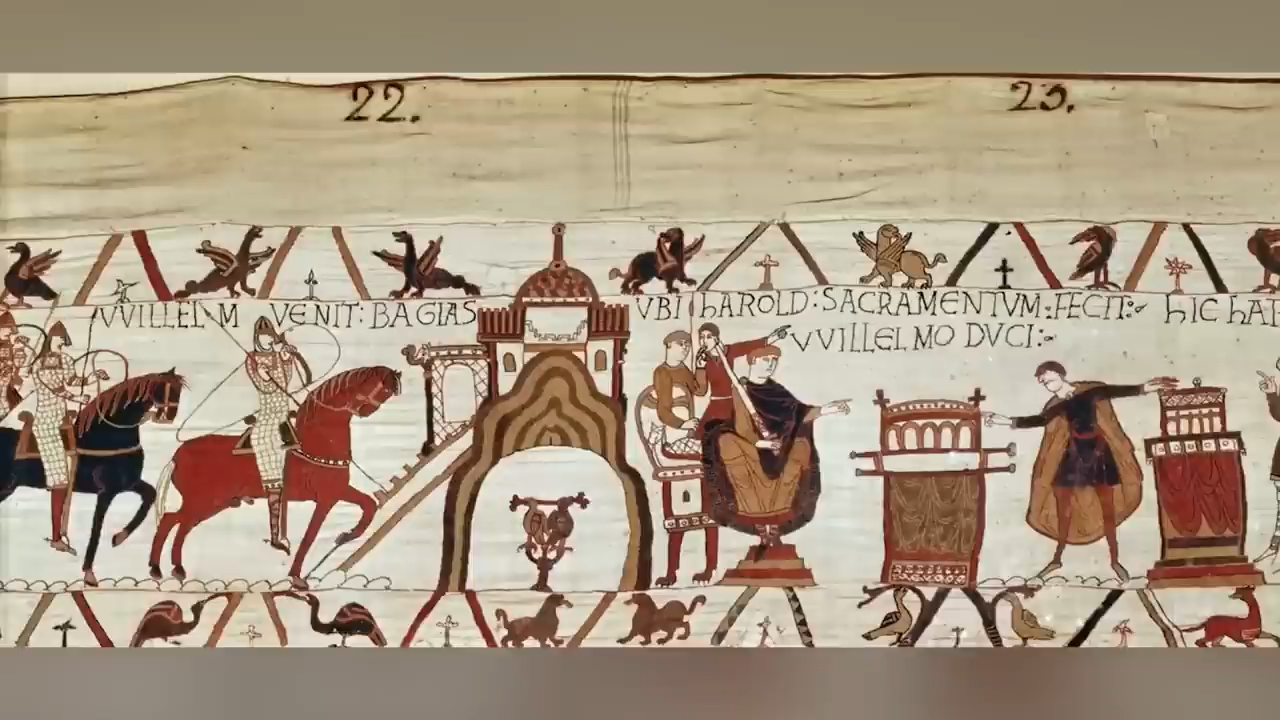 22.
23.
VVILLELM VENIT: BAGIAS
VBI hAROLD: SACRAMENTVM: FECIT:
VVILLELMO DVCI:
hIC hA